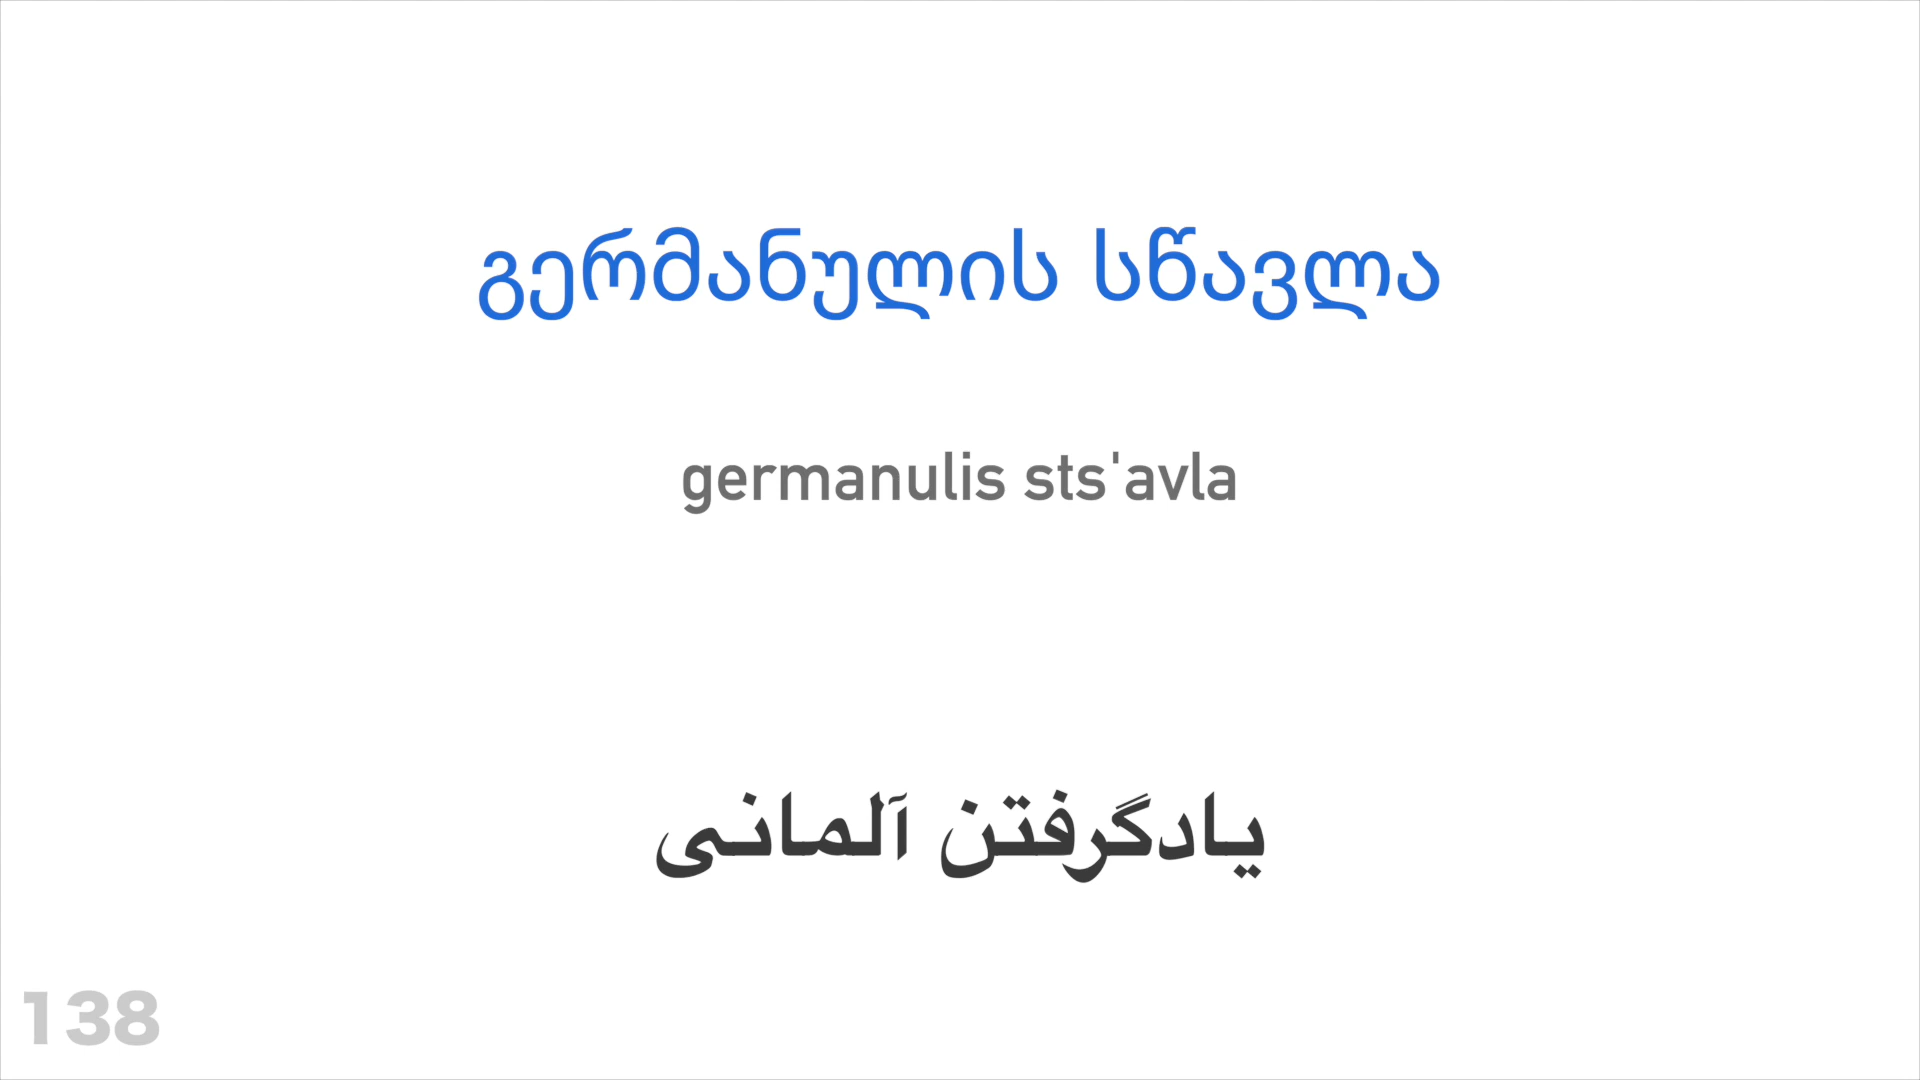 გერმანულის სწავლა
germanulis sts'avla
یادگرفتن آلمانی
138